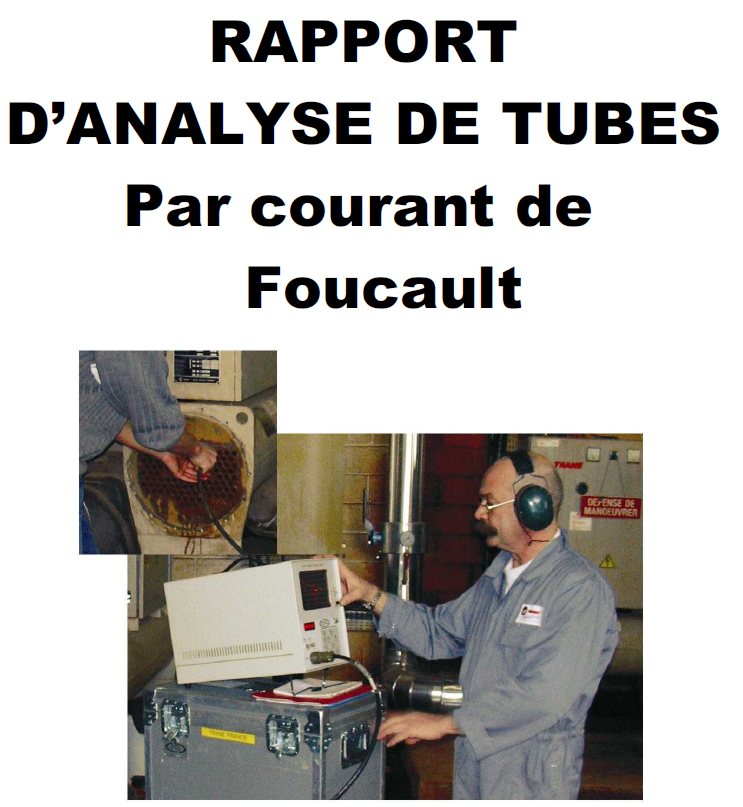 RAPPORT
D’ANALYSE DE TUBES
Par courant de
Foucault
TRANE
DEFENSE DE
MANOEUVRER
TRANE FRANCE